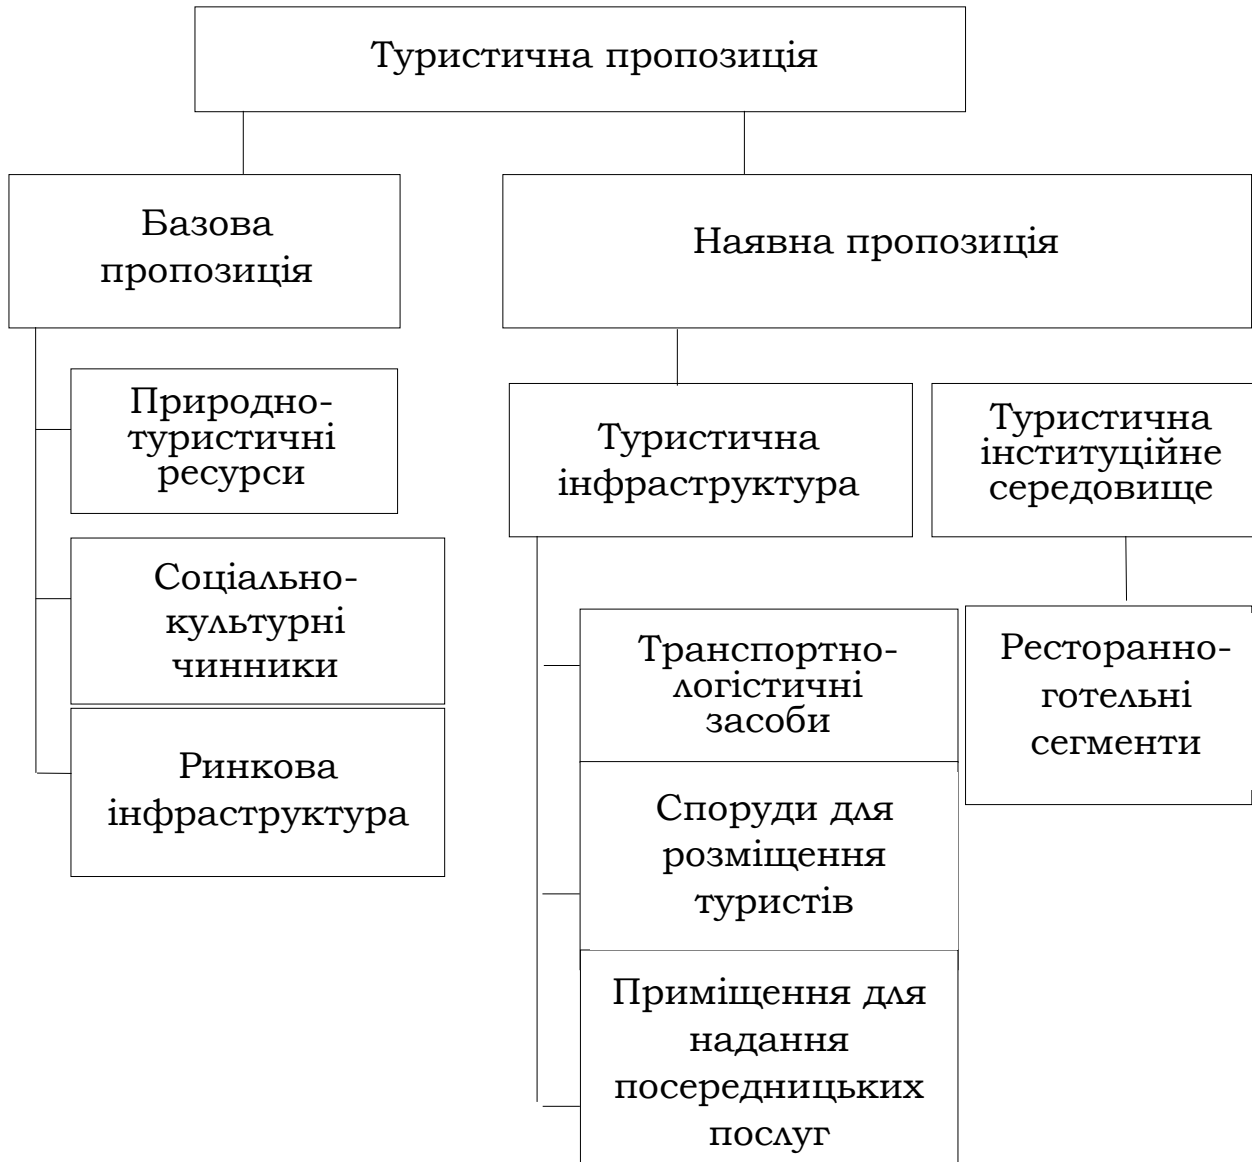 Туристична пропозиція
Базова
пропозиція
Наявна пропозиція
Природно-
туристичні
ресурси
Соціально-
культурні
чинники
Ринкова
інфраструктура
Туристична
інфраструктура
Туристична
інституційне
середовище
Транспортно-
логістичні
засоби
Споруди для
розміщення
туристів
Приміщення для
надання
посередницьких
послуг
Ресторанно-
готельні
сегменти